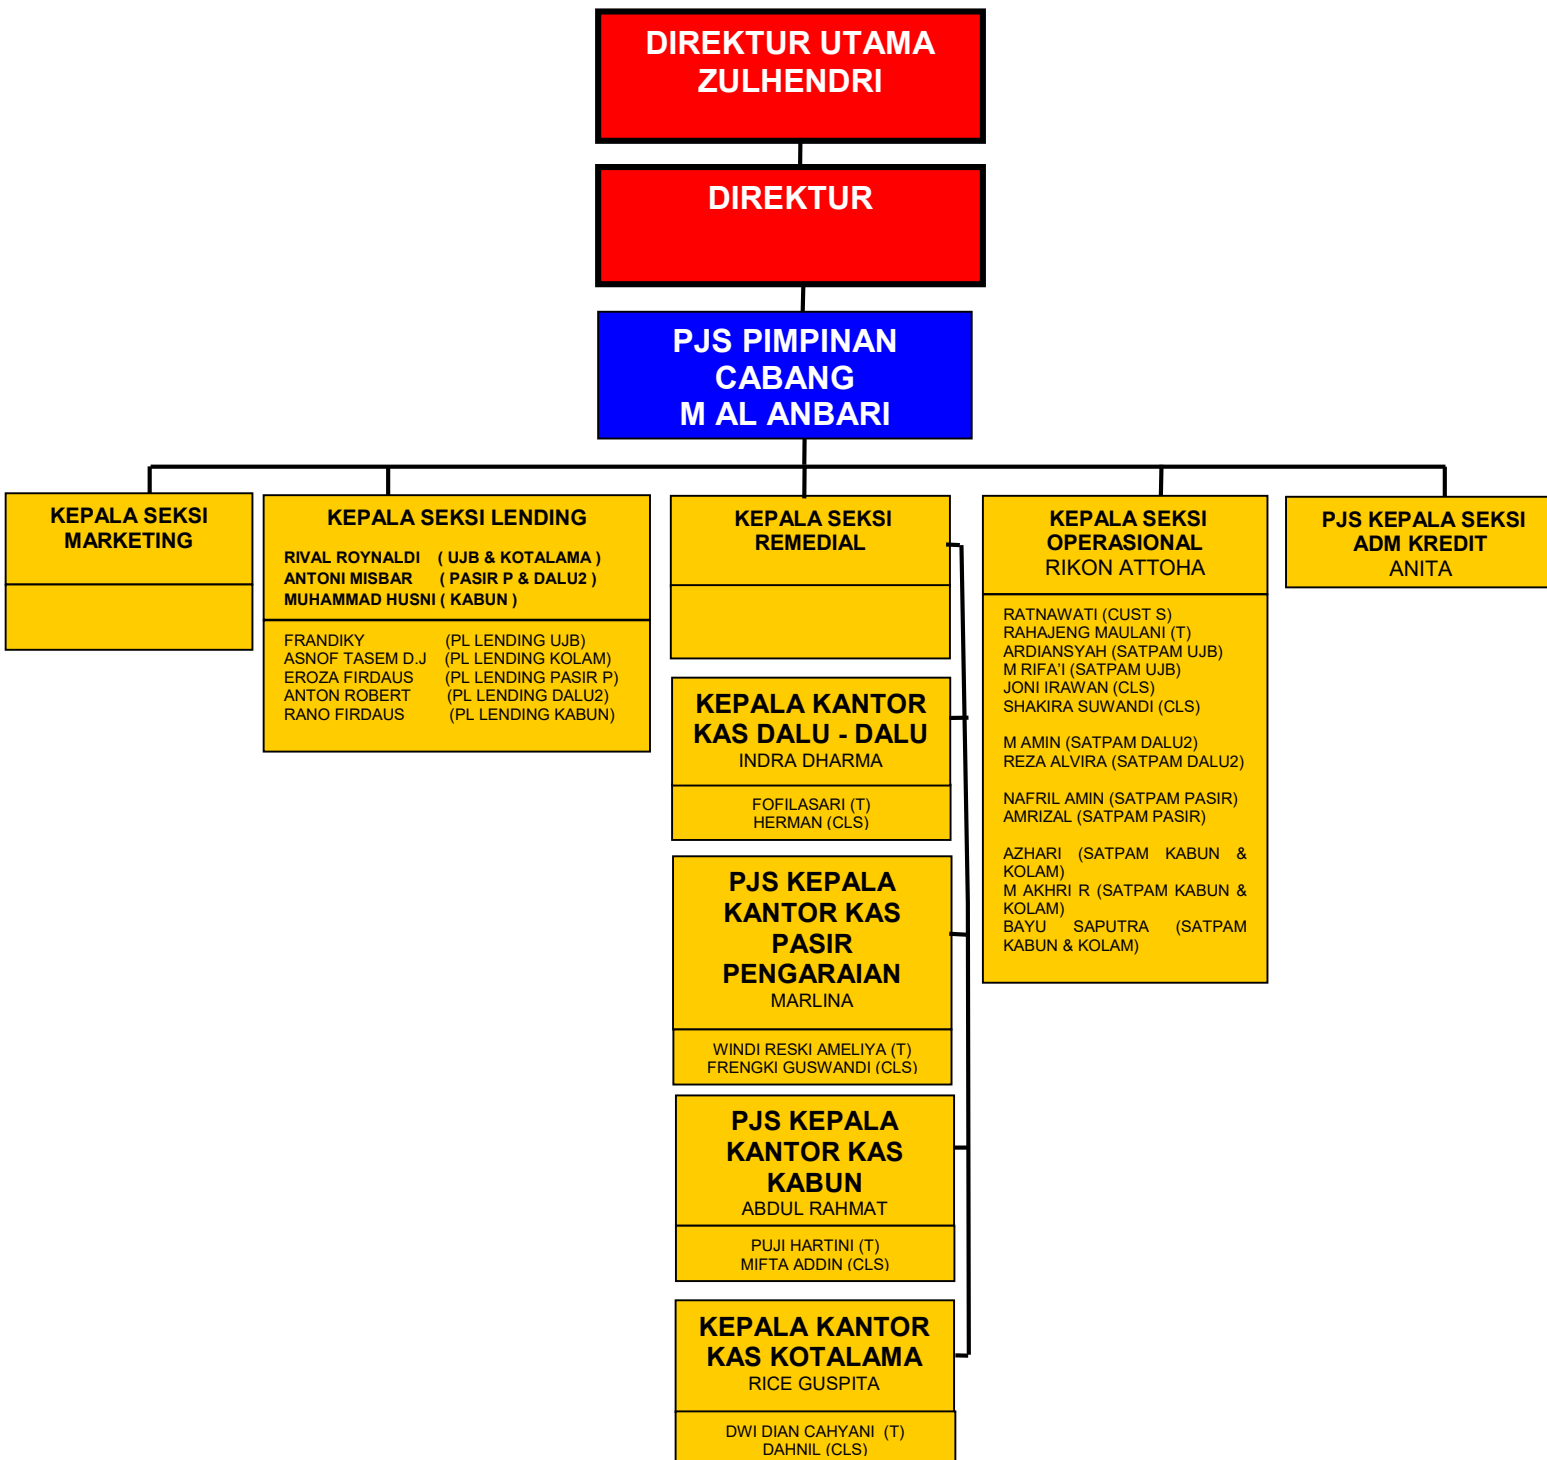 DIREKTUR UTAMA
ZULHENDRI
DIREKTUR
PJS PIMPINAN
CABANG
M AL ANBARI
KEPALA SEKSI
MARKETING
KEPALA SEKSI LENDING
RIVAL ROYNALDI ( UJB & KOTALAMA )
ANTONI MISBAR ( PASIR P & DALU2 )
MUHAMMAD HUSNI ( KABUN )
FRANDIKY (PL LENDING UJB)
ASNOF TASEM D.J (PL LENDING KOLAM)
EROZA FIRDAUS (PL LENDING PASIR P)
ANTON ROBERT (PL LENDING DALU2)
RANO FIRDAUS (PL LENDING KABUN)
KEPALA SEKSI
REMEDIAL
KEPALA KANTOR
KAS DALU - DALU
INDRA DHARMA
FOFILASARI (T)
HERMAN (CLS)
PJS KEPALA
KANTOR KAS
PASIR
PENGARAIAN
MARLINA
WINDI RESKI AMELIYA (T)
FRENGKI GUSWANDI (CLS)
PJS KEPALA
KANTOR KAS
KABUN
ABDUL RAHMAT
PUJI HARTINI (T)
MIFTA ADDIN (CLS)
KEPALA KANTOR
KAS KOTALAMA
RICE GUSPITA
DWI DIAN CAHYANI (T)
DAHNIL (CLS)
KEPALA SEKSI
OPERASIONAL
RIKON ATTOHA
RATNAWATI (CUST S)
RAHAJENG MAULANI (T)
ARDIANSYAH (SATPAM UJB)
M RIFA'I (SATPAM UJB)
JONI IRAWAN (CLS)
SHAKIRA SUWANDI (CLS)
M AMIN (SATPAM DALU2)
REZA ALVIRA (SATPAM DALU2)
NAFRIL AMIN (SATPAM PASIR)
AMRIZAL (SATPAM PASIR)
AZHARI (SATPAM KABUN &
KOLAM)
M AKHRI R (SATPAM KABUN &
KOLAM)
BAYU SAPUTRA (SATPAM
KABUN & KOLAM)
PJS KEPALA SEKSI
ADM KREDIT
ANITA